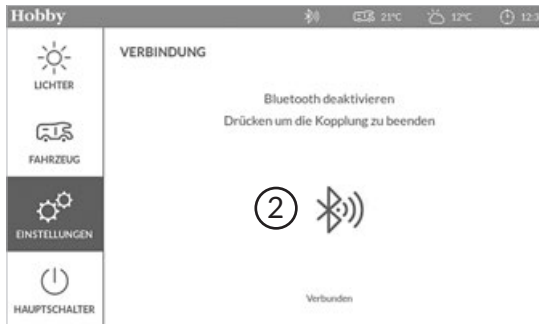 Hobby 21°C 12°C 12:3
LICHTER
FAHRZEUG
EINSTELLUNGEN
HAUPTSCHALTER
VERBINDUNG
Bluetooth deaktivieren
Drücken um die Kopplung zu beenden
2
Verbunden